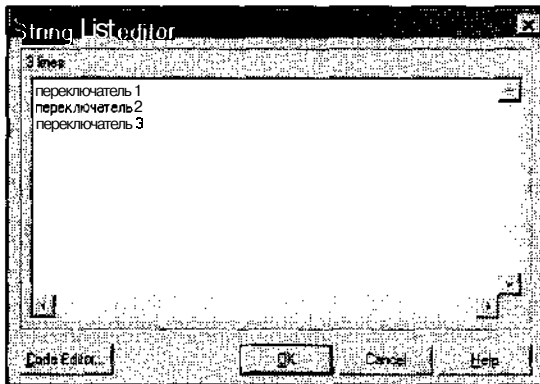 String List editor
3 lines
переключатель 1
переключатель 2
переключатель 3
Code Editor...
OK
Cancel
Help